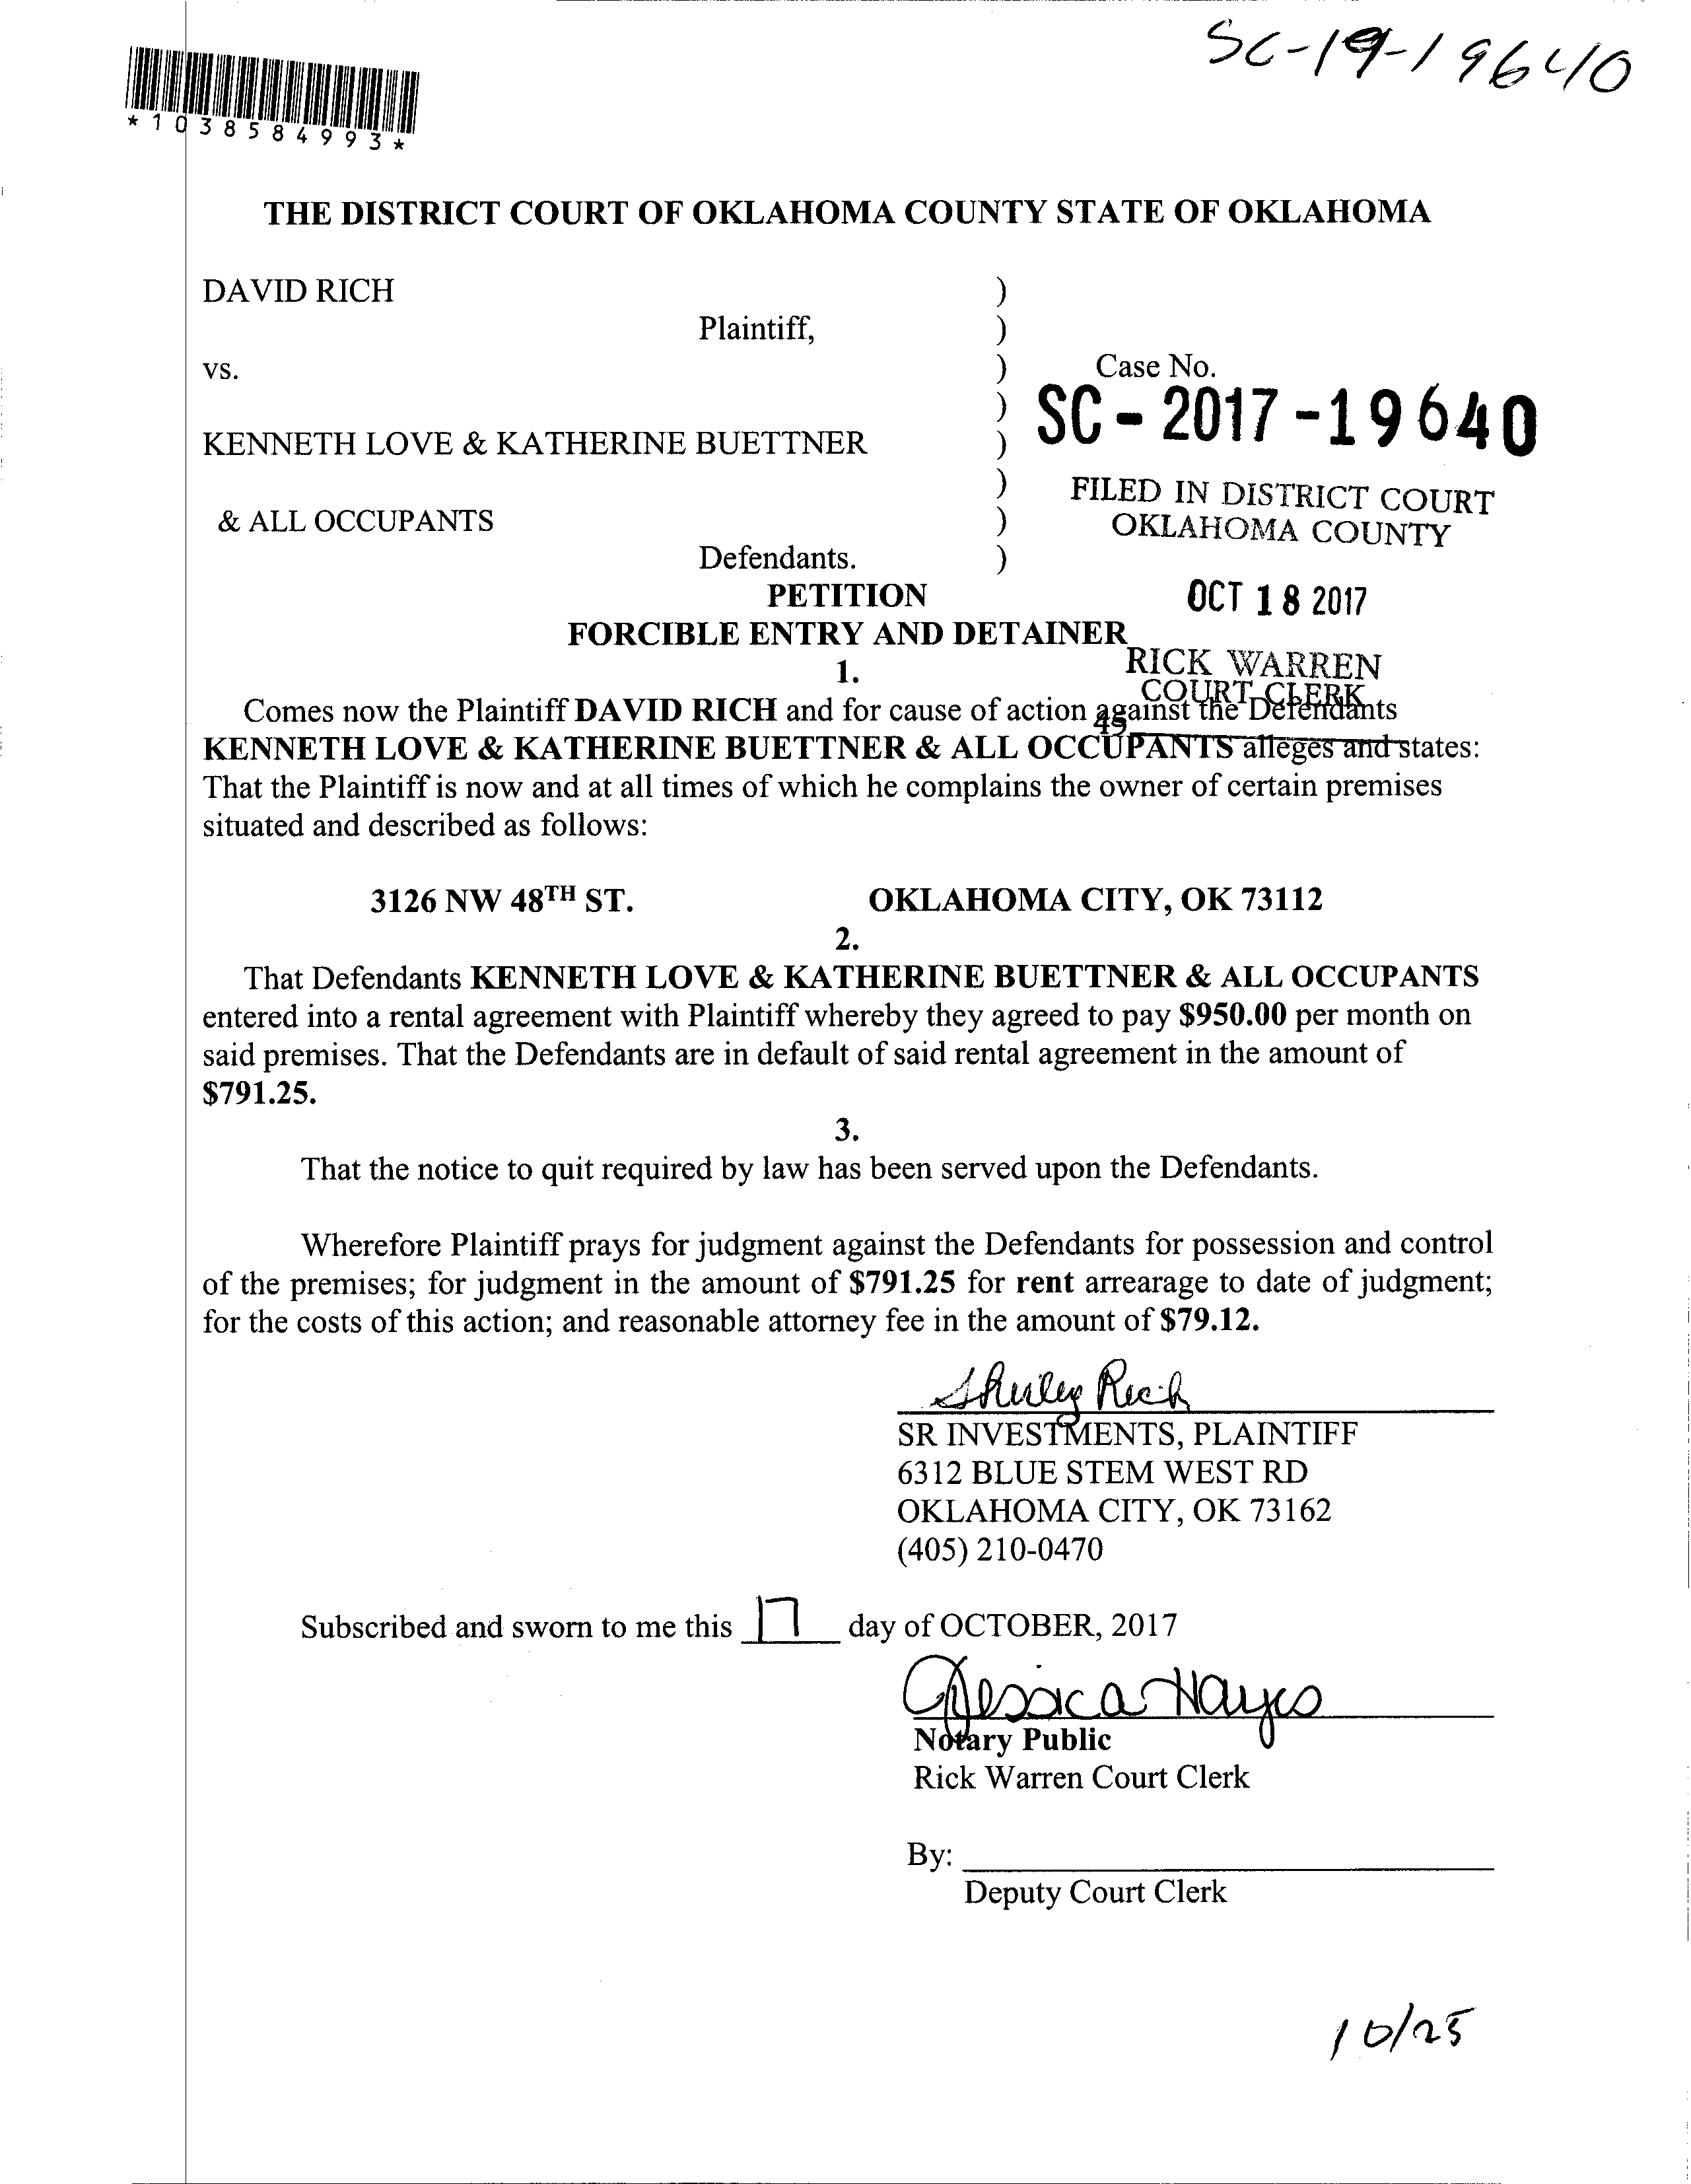 SC-19-19640
*1038584993*
THE DISTRICT COURT OF OKLAHOMA COUNTY STATE OF OKLAHOMA
DAVID RICH )
Plaintiff, )
vs. ) Case No.
) SC-2017-19640
KENNETH LOVE & KATHERINE BUETTNER )
) FILED IN DISTRICT COURT
& ALL OCCUPANTS ) OKLAHOMA COUNTY
Defendants. )
PETITION OCT 18 2017
FORCIBLE ENTRY AND DETAINER
1. RICK WARREN
COURT CLERK
Comes now the Plaintiff DAVID RICH and for cause of action against the Defendants
45
KENNETH LOVE & KATHERINE BUETTNER & ALL OCCUPANTS alleges and states:
That the Plaintiff is now and at all times of which he complains the owner of certain premises
situated and described as follows:
3126 NW 48TH ST. OKLAHOMA CITY, OK 73112
2.
That Defendants KENNETH LOVE & KATHERINE BUETTNER & ALL OCCUPANTS
entered into a rental agreement with Plaintiff whereby they agreed to pay $950.00 per month on
said premises. That the Defendants are in default of said rental agreement in the amount of
$791.25.
3.
That the notice to quit required by law has been served upon the Defendants.
Wherefore Plaintiff prays for judgment against the Defendants for possession and control
of the premises; for judgment in the amount of $791.25 for rent arrearage to date of judgment;
for the costs of this action; and reasonable attorney fee in the amount of $79.12.
Shirley Rich
SR INVESTMENTS, PLAINTIFF
6312 BLUE STEM WEST RD
OKLAHOMA CITY, OK 73162
(405) 210-0470
Subscribed and sworn to me this 17 day of OCTOBER, 2017
Jessica Hayes
Notary Public
Rick Warren Court Clerk
By:
Deputy Court Clerk
10/25